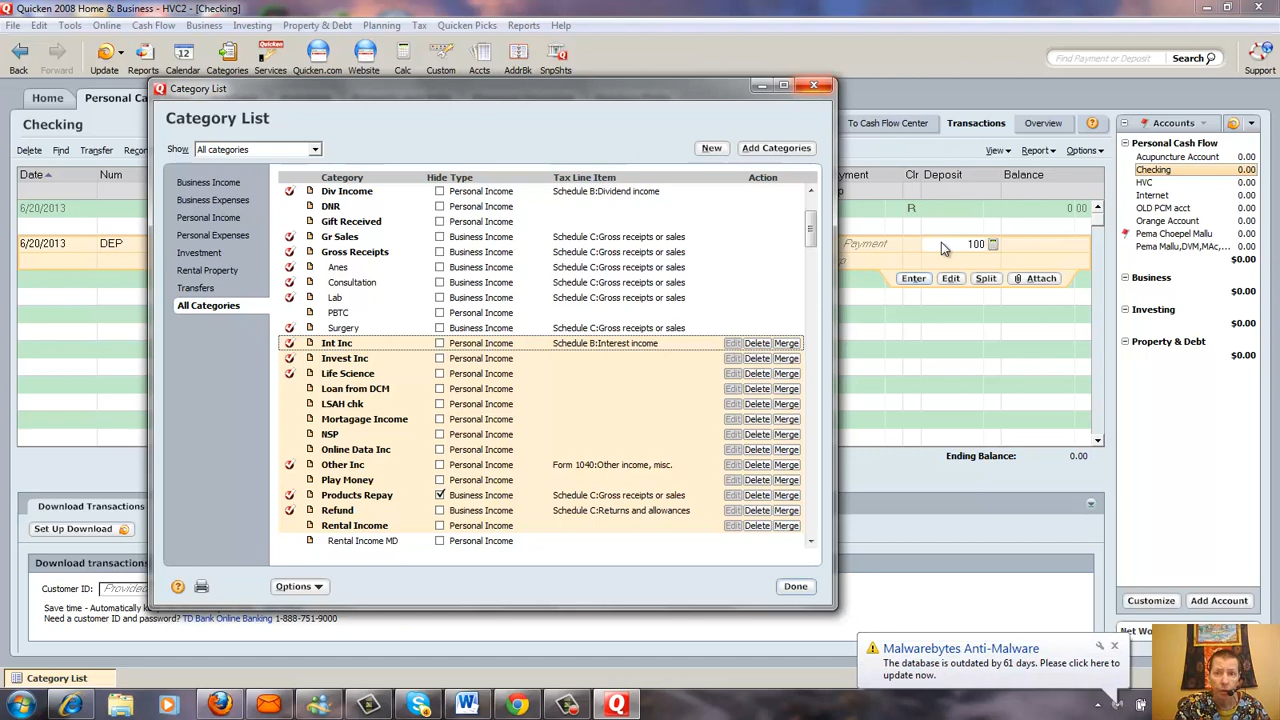 Quicken 2008 Home & Business - HVC2 - [Checking]
File Edit Tools Online Cash Flow Business Investing Property & Debt Planning Tax Quicken Picks Reports Help
Back Forward Update Reports Calendar Categories Services Quicken.com Website Calc Custom Accts AddrBk SnpShts Find Payment or Deposit Search Support
Home Personal Ca
Checking
To Cash Flow Center Transactions Overview
Delete Find Transfer Recon View Report Options
Date Num yment Clr Deposit Balance
6/20/2013 R 0 00
6/20/2013 DEP Payment 100
Enter Edit Split Attach
Ending Balance: 0.00
Category List
Category List
Show All categories New Add Categories
Business Income
Business Expenses
Personal Income
Personal Expenses
Investment
Rental Property
Transfers
All Categories
Category Hide Type Tax Line Item Action
Div Income Personal Income Schedule B:Dividend income
DNR Personal Income
Gift Received Personal Income
Gr Sales Business Income Schedule C:Gross receipts or sales
Gross Receipts Business Income Schedule C:Gross receipts or sales
Anes Business Income Schedule C:Gross receipts or sales
Consultation Business Income Schedule C:Gross receipts or sales
Lab Business Income Schedule C:Gross receipts or sales
PBTC Personal Income
Surgery Business Income Schedule C:Gross receipts or sales
Int Inc Personal Income Schedule B:Interest income Edit Delete Merge
Invest Inc Personal Income Edit Delete Merge
Life Science Personal Income Edit Delete Merge
Loan from DCM Personal Income Edit Delete Merge
LSAH chk Personal Income Edit Delete Merge
Mortagage Income Personal Income Edit Delete Merge
NSP Personal Income Edit Delete Merge
Online Data Inc Personal Income Edit Delete Merge
Other Inc Personal Income Form 1040:Other income, misc. Edit Delete Merge
Play Money Personal Income Edit Delete Merge
Products Repay Business Income Schedule C:Gross receipts or sales Edit Delete Merge
Refund Business Income Schedule C:Returns and allowances Edit Delete Merge
Rental Income Personal Income Edit Delete Merge
Rental Income MD Personal Income
Options Done
Accounts
Personal Cash Flow
Acupuncture Account 0.00
Checking 0.00
HVC 0.00
Internet 0.00
OLD PCM acct 0.00
Orange Account 0.00
Pema Choepel Mallu 0.00
Pema Mallu,DVM,MAc,... 0.00
$0.00
Business $0.00
Investing $0.00
Property & Debt $0.00
Customize Add Account
Net Wo
Download Transactions
Set Up Download
Download transactions
Customer ID: Provided
Save time - Automatically
Need a customer ID and password? TD Bank Online Banking 1-888-751-9000
Malwarebytes Anti-Malware
The database is outdated by 61 days. Please click here to
update now.
Category List